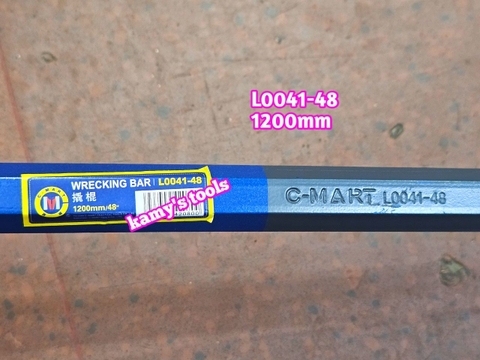 L0041-48
1200mm
WRECKING BAR L0041-48
撬棍
1200mm/48"
kamy's tools
C-MART L0041-48